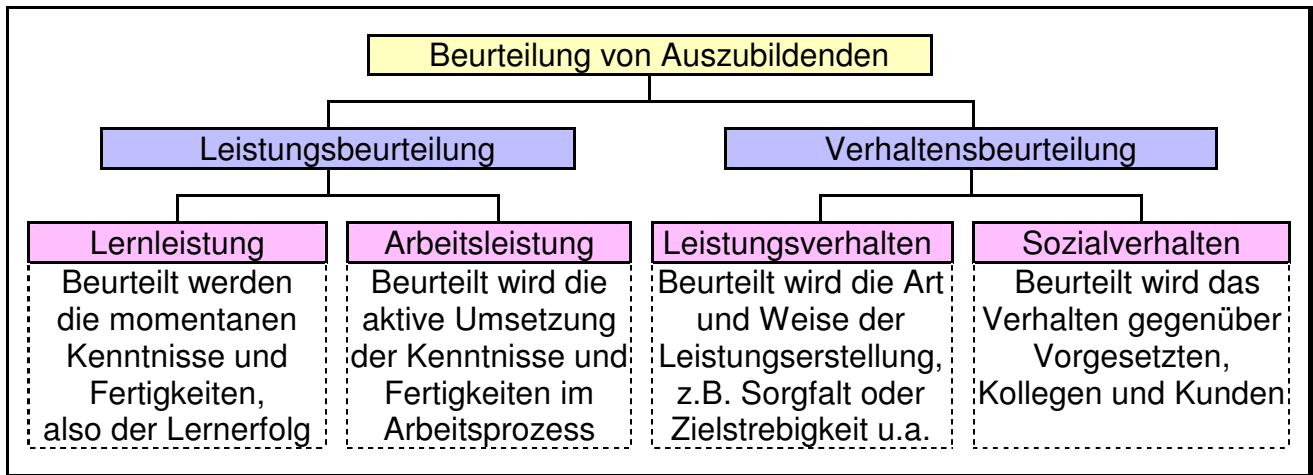 Beurteilung von Auszubildenden
Leistungsbeurteilung
Verhaltensbeurteilung
Lernleistung
Beurteilt werden
die momentanen
Kenntnisse und
Fertigkeiten,
also der Lernerfolg
Arbeitsleistung
Beurteilt wird die
aktive Umsetzung
der Kenntnisse und
Fertigkeiten im
Arbeitsprozess
Leistungsverhalten
Beurteilt wird die Art
und Weise der
Leistungserstellung,
z.B. Sorgfalt oder
Zielstrebigkeit u.a.
Sozialverhalten
Beurteilt wird das
Verhalten gegenüber
Vorgesetzten,
Kollegen und Kunden